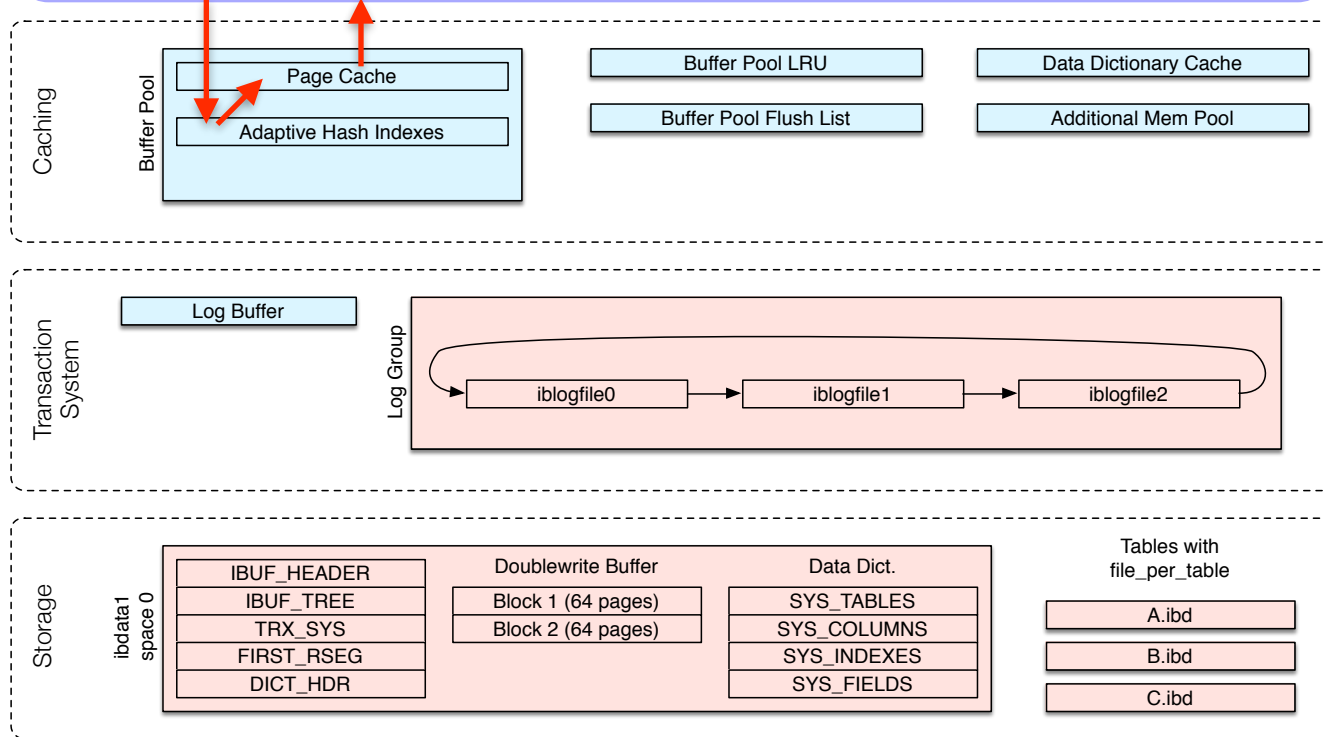 Caching
Buffer Pool
Page Cache
Adaptive Hash Indexes
Buffer Pool LRU
Buffer Pool Flush List
Data Dictionary Cache
Additional Mem Pool
Transaction
System
Log Buffer
Log Group
iblogfile0
iblogfile1
iblogfile2
Storage
ibdata1
space 0
IBUF_HEADER
IBUF_TREE
TRX_SYS
FIRST_RSEG
DICT_HDR
Doublewrite Buffer
Block 1 (64 pages)
Block 2 (64 pages)
Data Dict.
SYS_TABLES
SYS_COLUMNS
SYS_INDEXES
SYS_FIELDS
Tables with
file_per_table
A.ibd
B.ibd
C.ibd